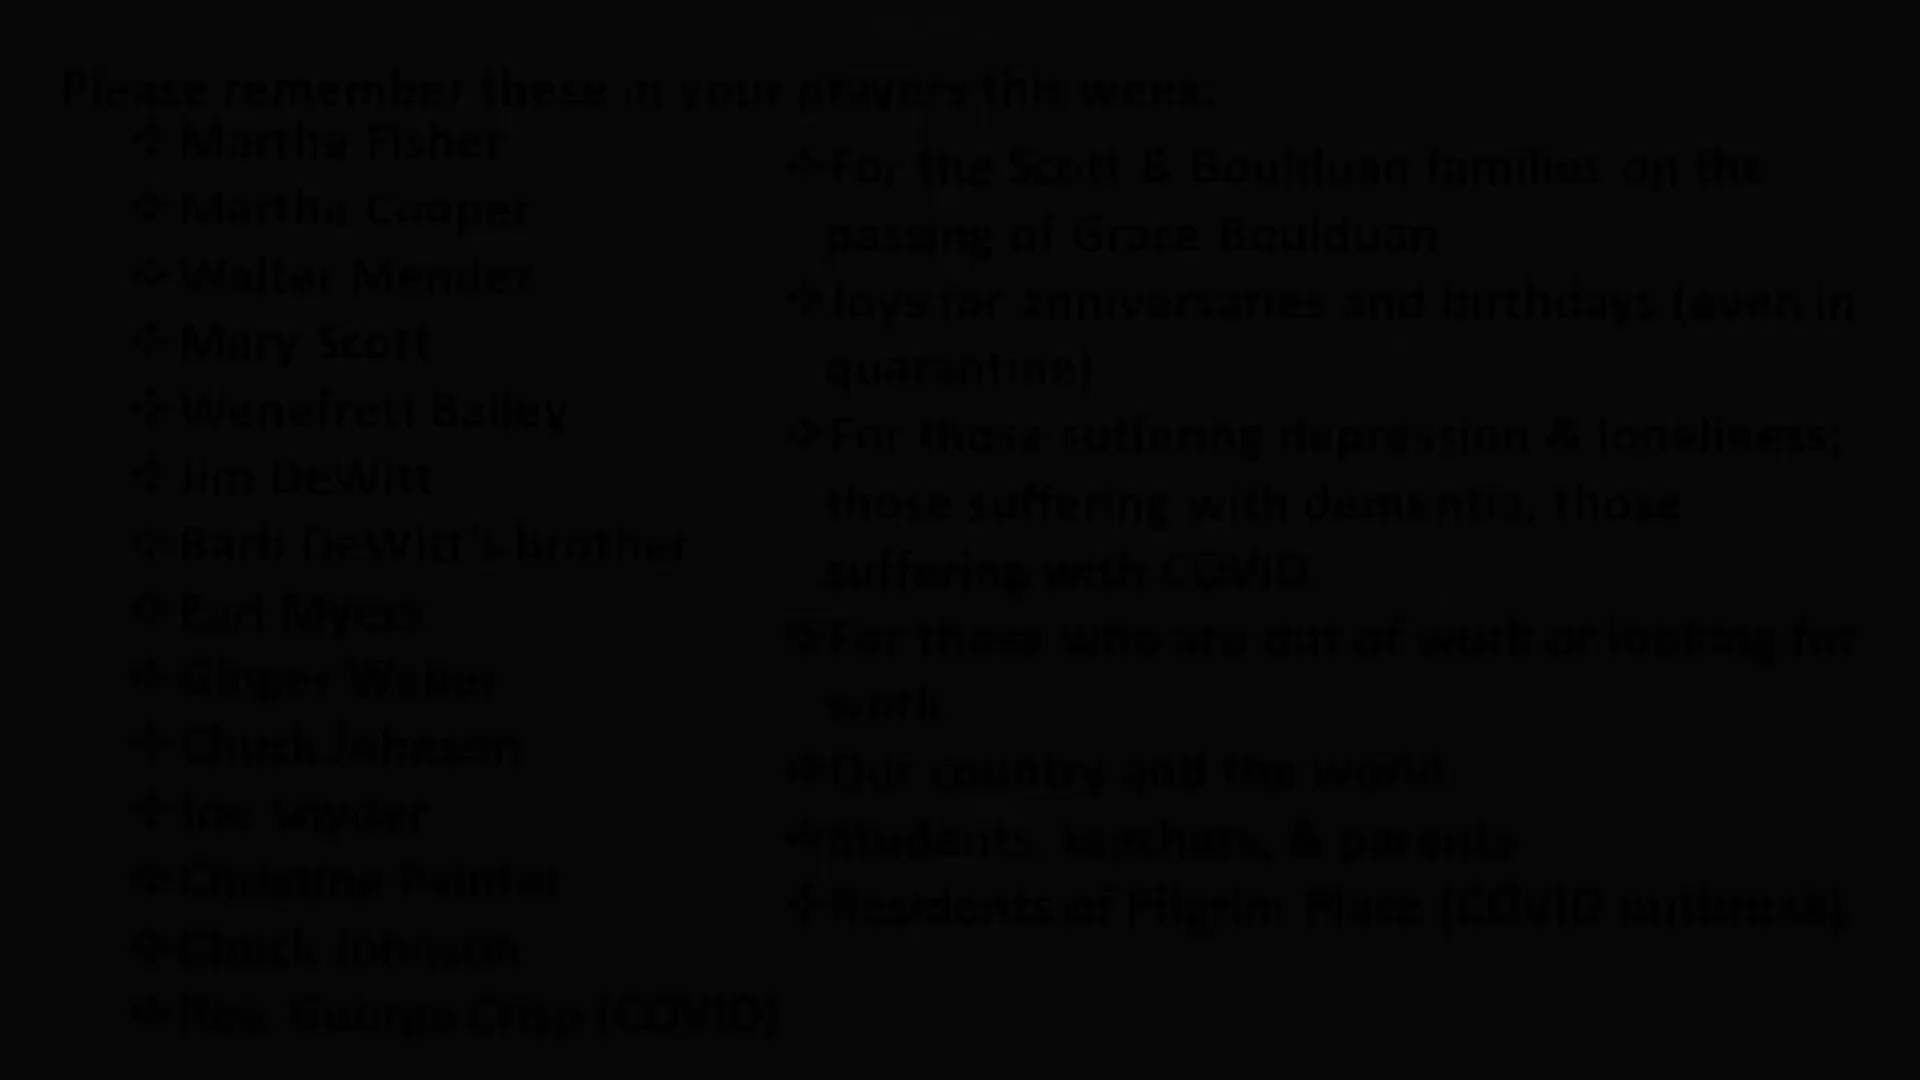 Please remember these in your prayers this week:
❖Martha Fisher
❖Martha Cooper
❖Walter Mendez
❖Mary Scott
❖Wenefrett Bailey
❖Jim DeWitt
❖Barb DeWitt's brother
❖Earl Myers
❖Ginger Weber
❖Chuck Johnson
❖Joe Snyder
❖Christine Painter
❖Chuck Johnson
❖Rev. George Crisp (COVID)
❖For the Scott & Boulduan families on the
passing of Grace Boulduan
❖Joys for anniversaries and birthdays (even in
quarantine)
❖For those suffering depression & loneliness;
those suffering with dementia; those
suffering with COVID
❖For those who are out of work or looking for
work
❖Our country and the world
❖Students, teachers, & parents
❖Residents of Pilgrim Place (COVID outbreak)